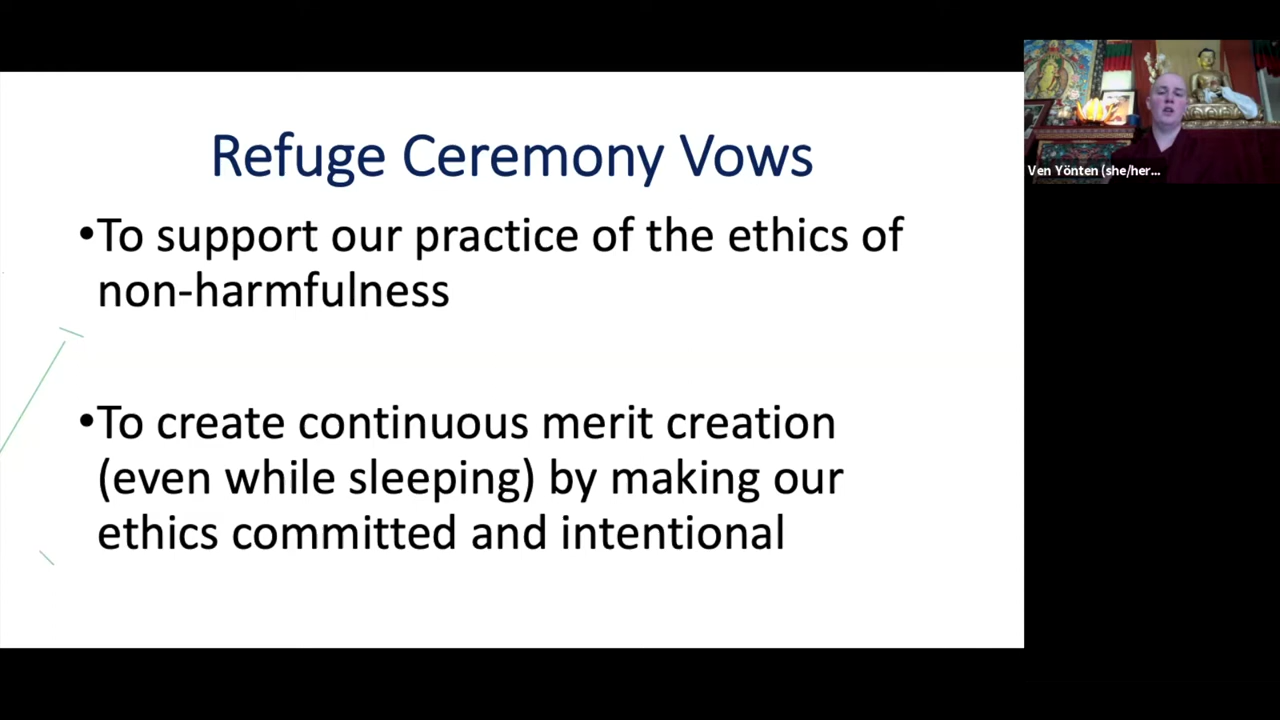 Refuge Ceremony Vows
•To support our practice of the ethics of
non-harmfulness
•To create continuous merit creation
(even while sleeping) by making our
ethics committed and intentional
Ven Yönten (she/her...